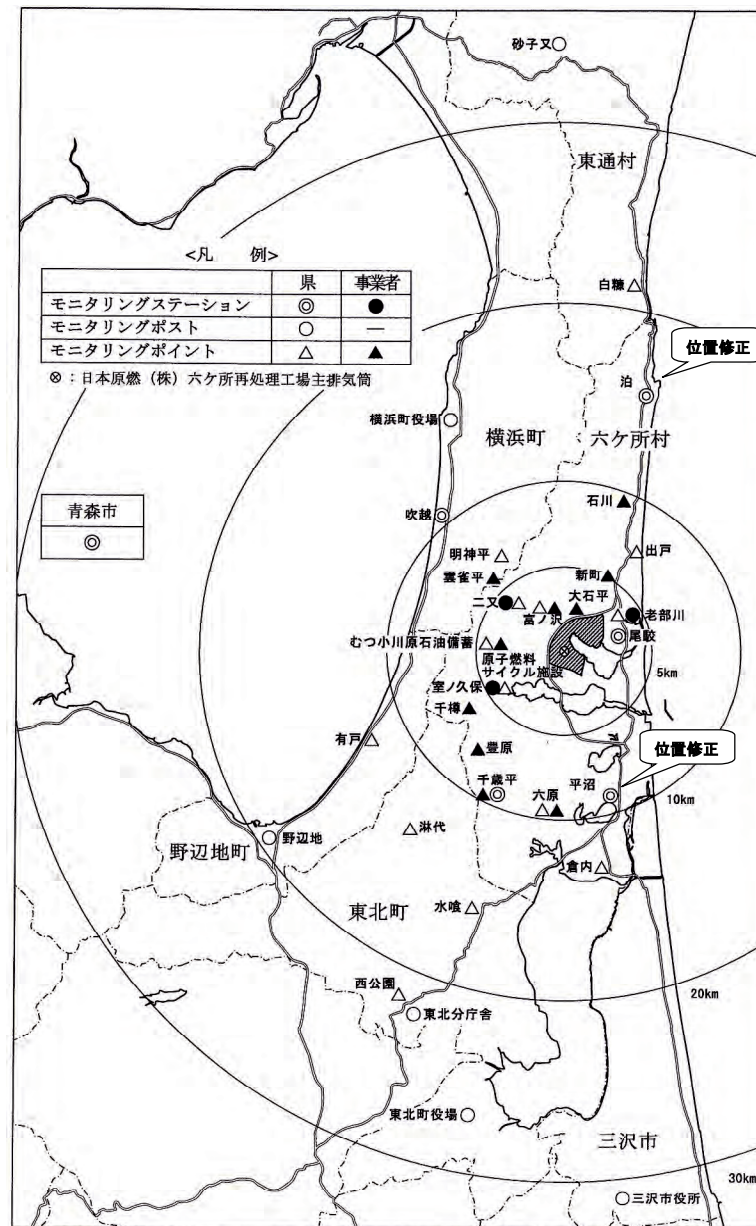 砂子又
東通村
<凡　例>
県 事業者
モニタリングステーション ◎ ●
モニタリングポスト ○ ―
モニタリングポイント △ ▲
⊗：日本原燃（株）六ケ所再処理工場主排気筒
白糠
位置修正
泊
横浜町役場
横浜町
六ケ所村
青森市
◎
石川
吹越
明神平
出戸
雲雀平
新町
二又
大石平
富ノ沢
老部川
尾駮
むつ小川原石油備蓄
原子燃料
サイクル施設
5km
室ノ久保
千樽
有戸
豊原
位置修正
千歳平
六原
平沼
10km
淋代
野辺地
野辺地町
倉内
東北町
水喰
西公園
20km
東北分庁舎
東北町役場
三沢市
30km
三沢市役所